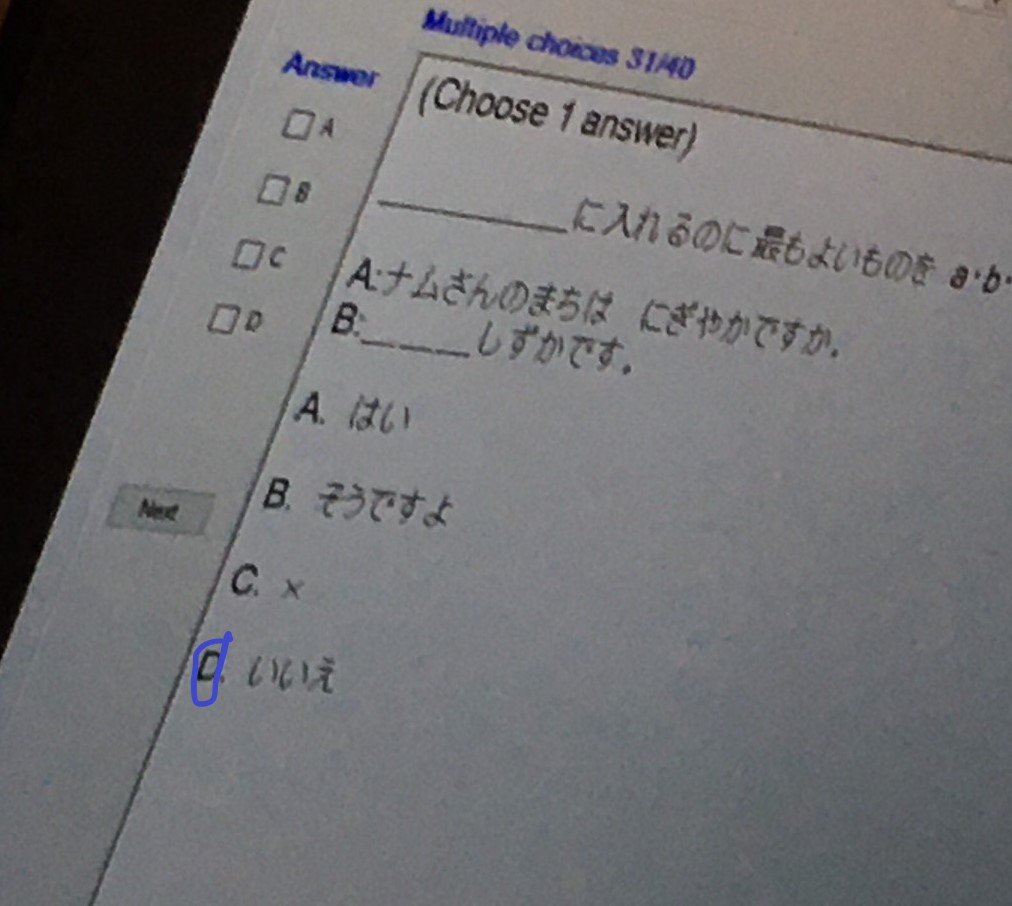 Multiple choices 31/40
Answer
(Choose 1 answer)
A
B
C
D
Next
_________に入れるのに最もよいものを a・b・
A:ナムさんのまちは にぎやかですか。
B:_____しずかです。
A. はい
B. そうですよ
C. ×
D. いいえ